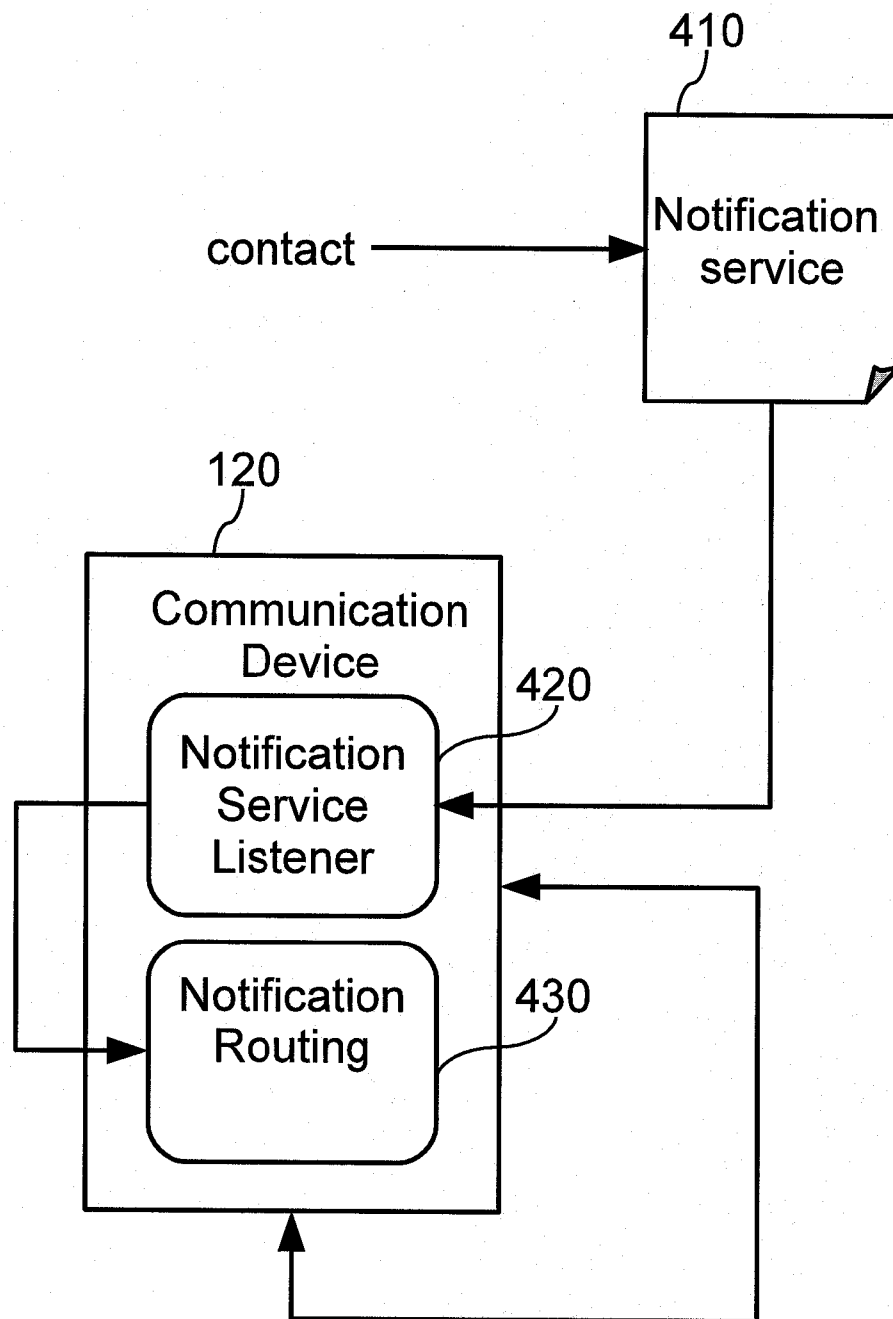 410
Notification
service
contact
120
Communication
Device
420
Notification
Service
Listener
Notification
Routing
430